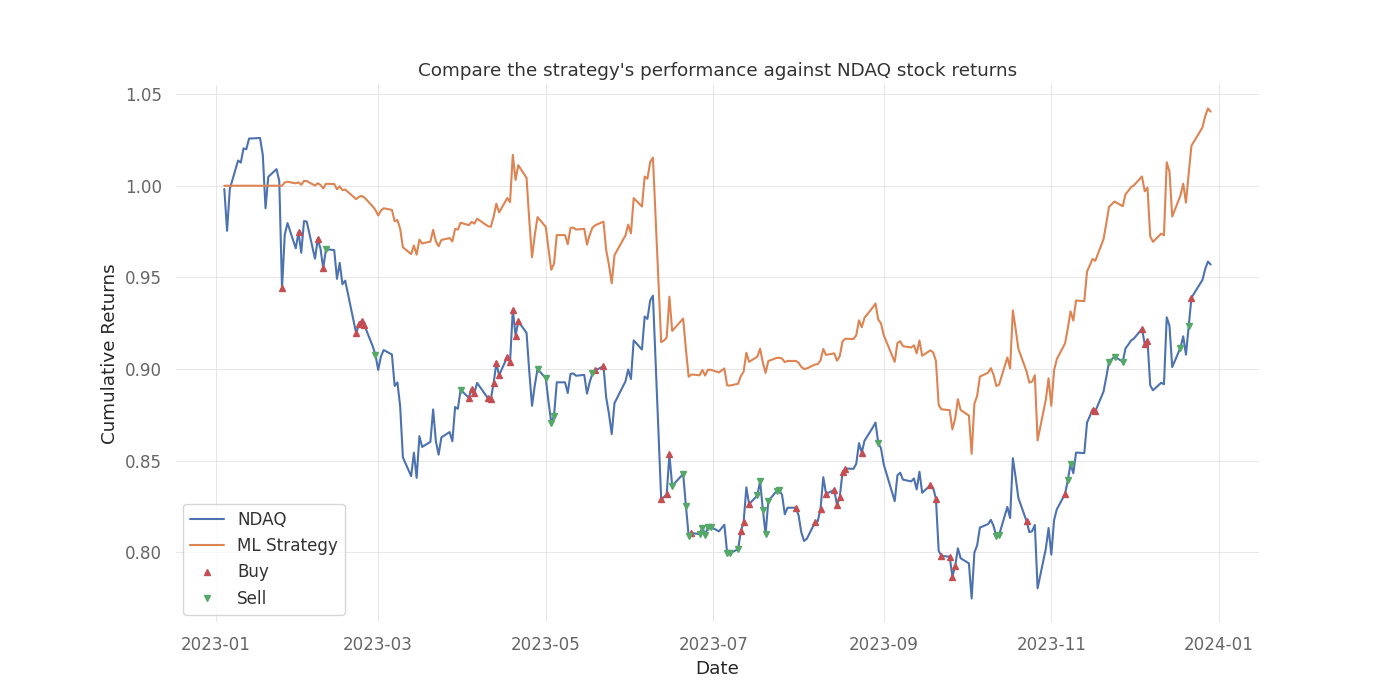 Compare the strategy's performance against NDAQ stock returns
1.05
1.00
0.95
0.90
0.85
0.80
Cumulative Returns
NDAQ
ML Strategy
Buy
Sell
2023-01 2023-03 2023-05 2023-07 2023-09 2023-11 2024-01
Date